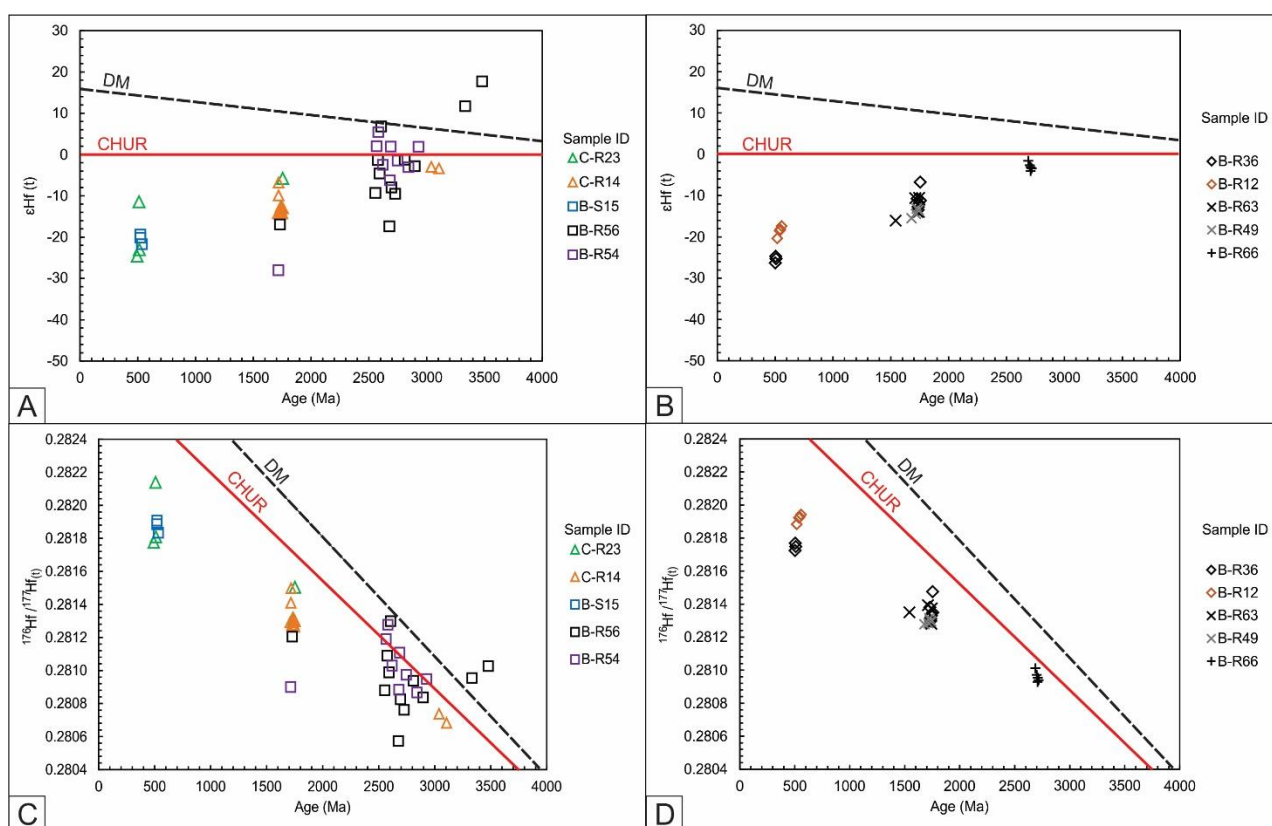 30
20
10
0
-10
-20
-30
-40
-50
εHf (t)
DM
CHUR
0 500 1000 1500 2000 2500 3000 3500 4000
Age (Ma)
Sample ID
C-R23
C-R14
B-S15
B-R56
B-R54
A
30
20
10
0
-10
-20
-30
-40
-50
εHf (t)
DM
CHUR
0 500 1000 1500 2000 2500 3000 3500 4000
Age (Ma)
Sample ID
B-R36
B-R12
B-R63
B-R49
B-R66
B
0.2824
0.2822
0.2820
0.2818
0.2816
0.2814
0.2812
0.2810
0.2808
0.2806
0.2804
¹⁷⁶Hf /¹⁷⁷Hf(t)
DM
CHUR
0 500 1000 1500 2000 2500 3000 3500 4000
Age (Ma)
Sample ID
C-R23
C-R14
B-S15
B-R56
B-R54
C
0.2824
0.2822
0.2820
0.2818
0.2816
0.2814
0.2812
0.2810
0.2808
0.2806
0.2804
¹⁷⁶Hf /¹⁷⁷Hf(t)
DM
CHUR
0 500 1000 1500 2000 2500 3000 3500 4000
Age (Ma)
Sample ID
B-R36
B-R12
B-R63
B-R49
B-R66
D